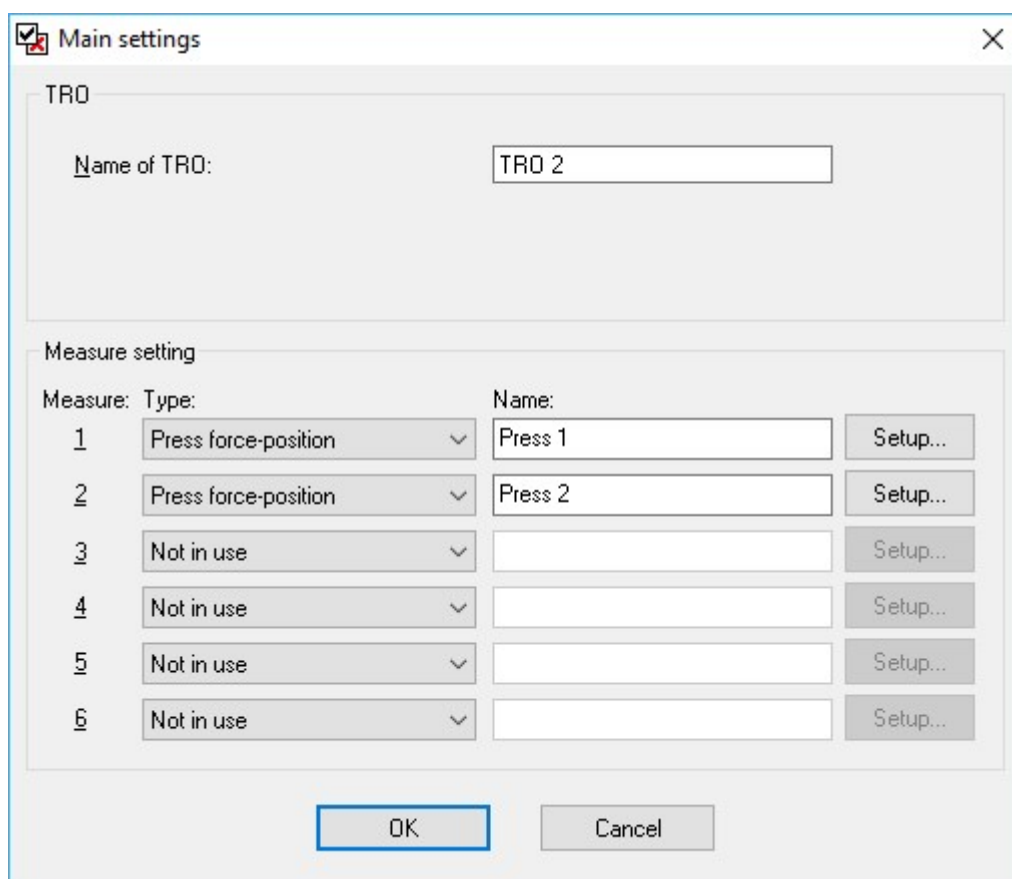 Main settings
TRO
Name of TRO: TRO 2
Measure setting
Measure: Type: Name:
1 Press force-position Press 1 Setup...
2 Press force-position Press 2 Setup...
3 Not in use Setup...
4 Not in use Setup...
5 Not in use Setup...
6 Not in use Setup...
OK Cancel